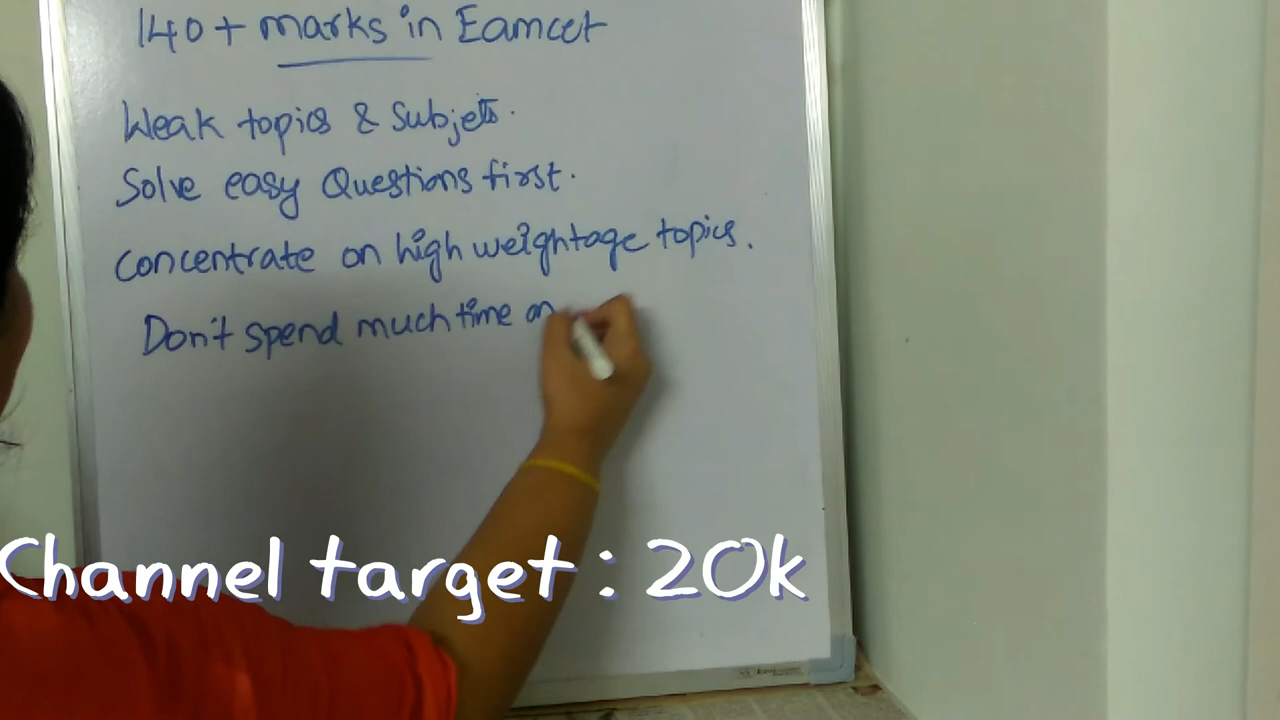 140+ marks in Eamcet
Weak topics & Subjets.
Solve easy Questions first.
Concentrate on high weightage topics.
Don't spend much time on
Channel target : 20k